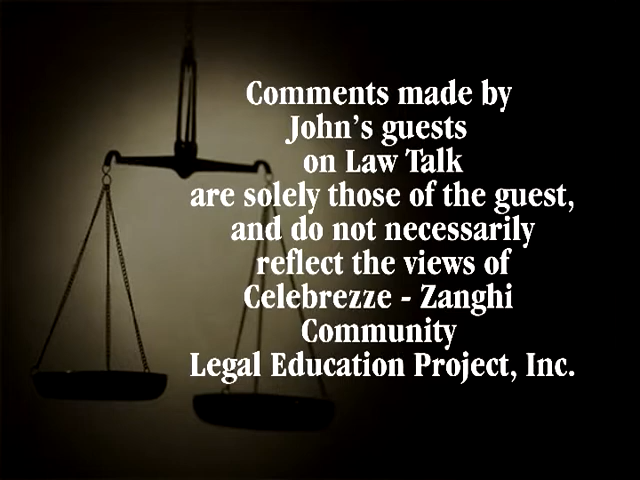 Comments made by
John's guests
on Law Talk
are solely those of the guest,
and do not necessarily
reflect the views of
Celebrezze - Zanghi
Community
Legal Education Project, Inc.